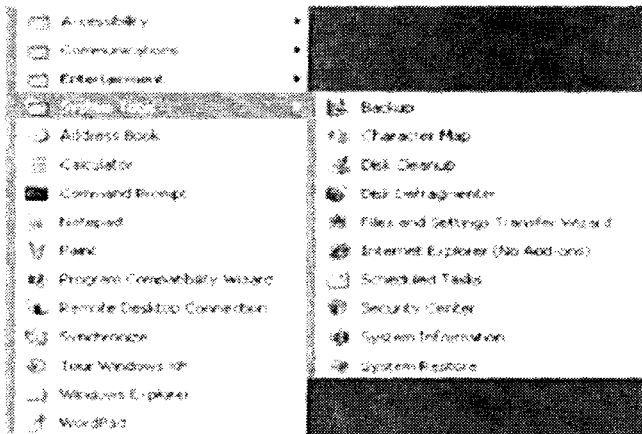 Accessibility
Communications
Entertainment
System Tools
Address Book
Calculator
Command Prompt
Notepad
Paint
Program Compatibility Wizard
Remote Desktop Connection
Synchronize
Tour Windows XP
Windows Explorer
WordPad
Backup
Character Map
Disk Cleanup
Disk Defragmenter
Files and Settings Transfer Wizard
Internet Explorer (No Add-ons)
Scheduled Tasks
Security Center
System Information
System Restore